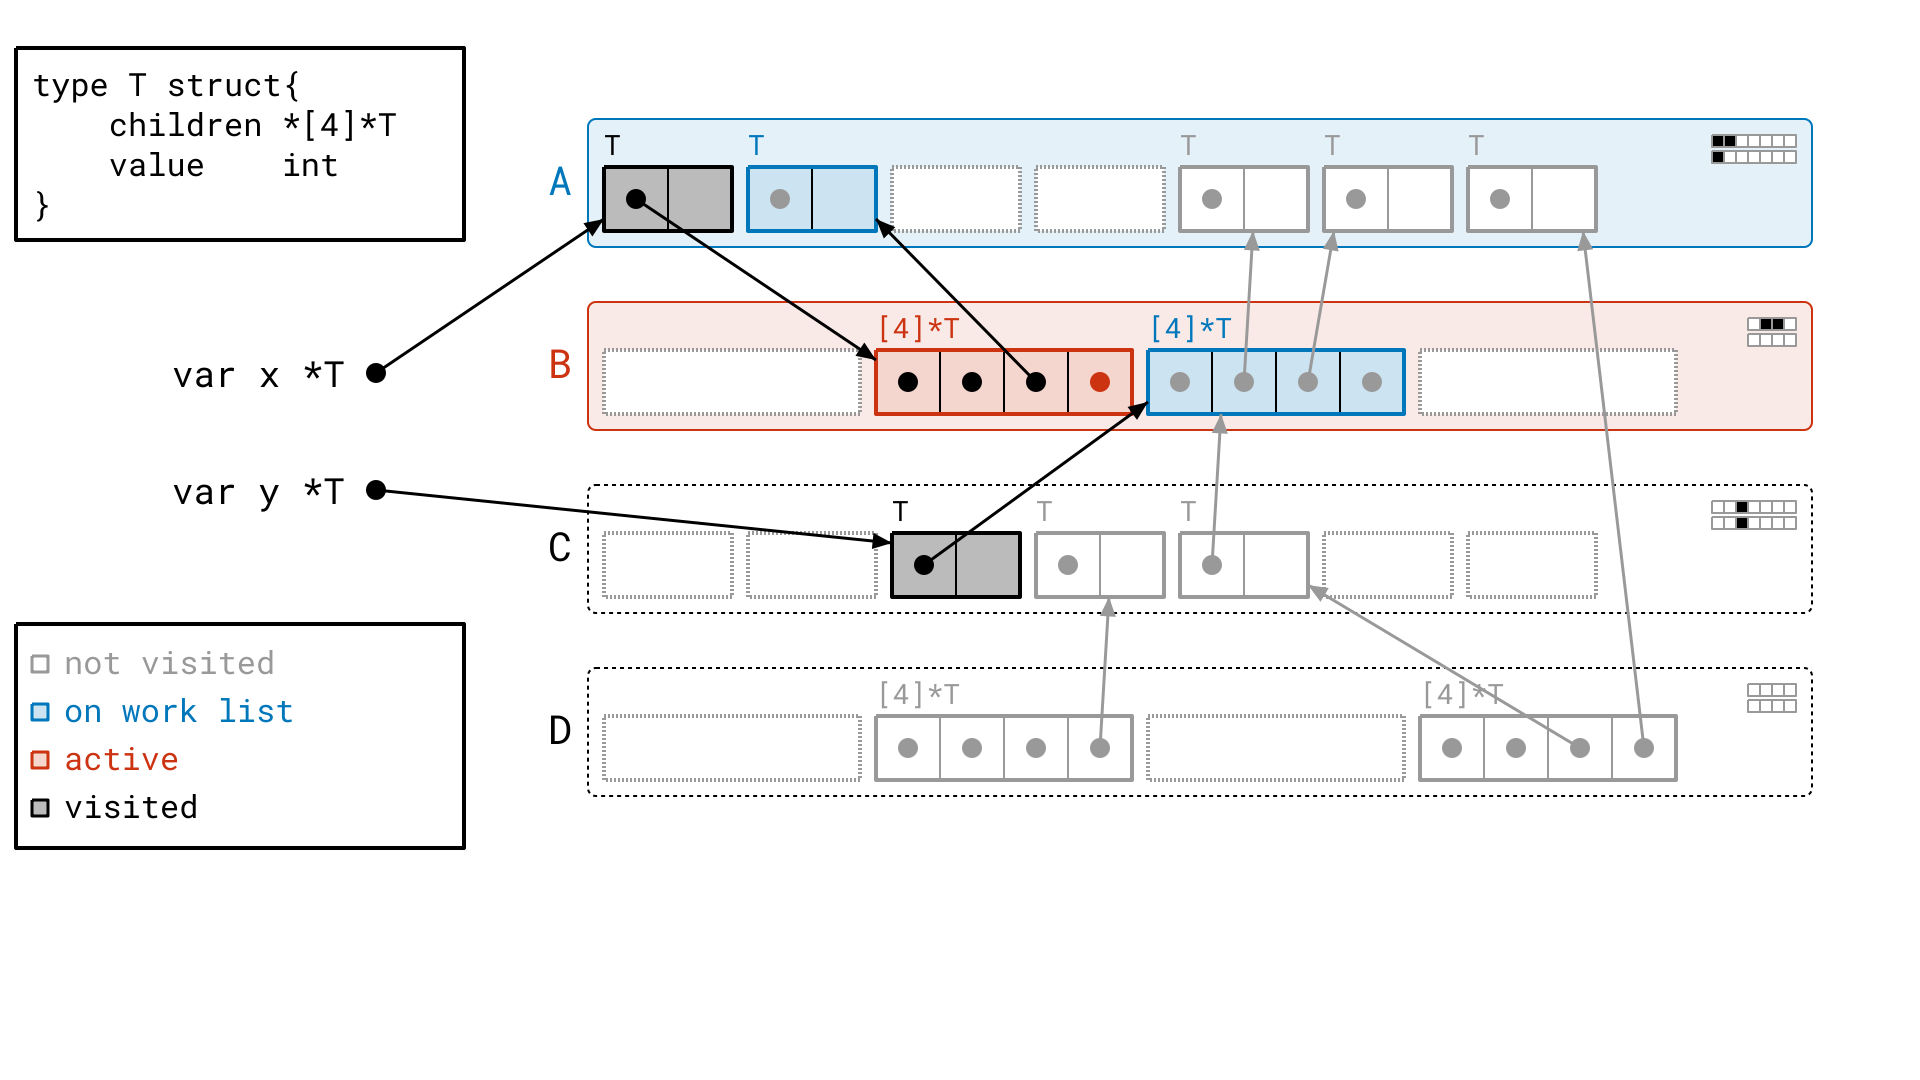 type T struct{
    children *[4]*T
    value    int
}
T T T T T
A
[4]*T [4]*T
B
var x *T
var y *T
T T T
C
[4]*T [4]*T
D
not visited
on work list
active
visited